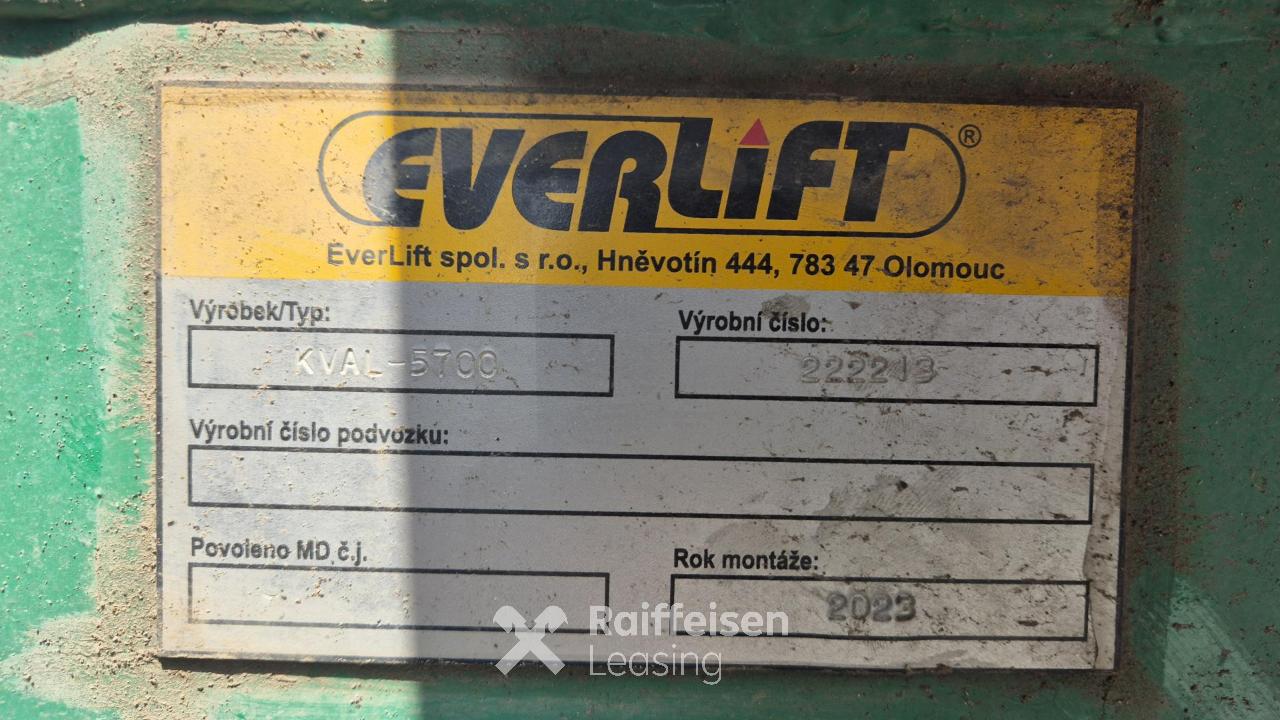 EVERLIFT®
EverLift spol. s r.o., Hněvotín 444, 783 47 Olomouc
Výrobek/Typ:
KVAL-5700
Výrobní číslo:
222213
Výrobní číslo podvozku:
Povoleno MD č.j.
Rok montáže:
2023
Raiffeisen
Leasing